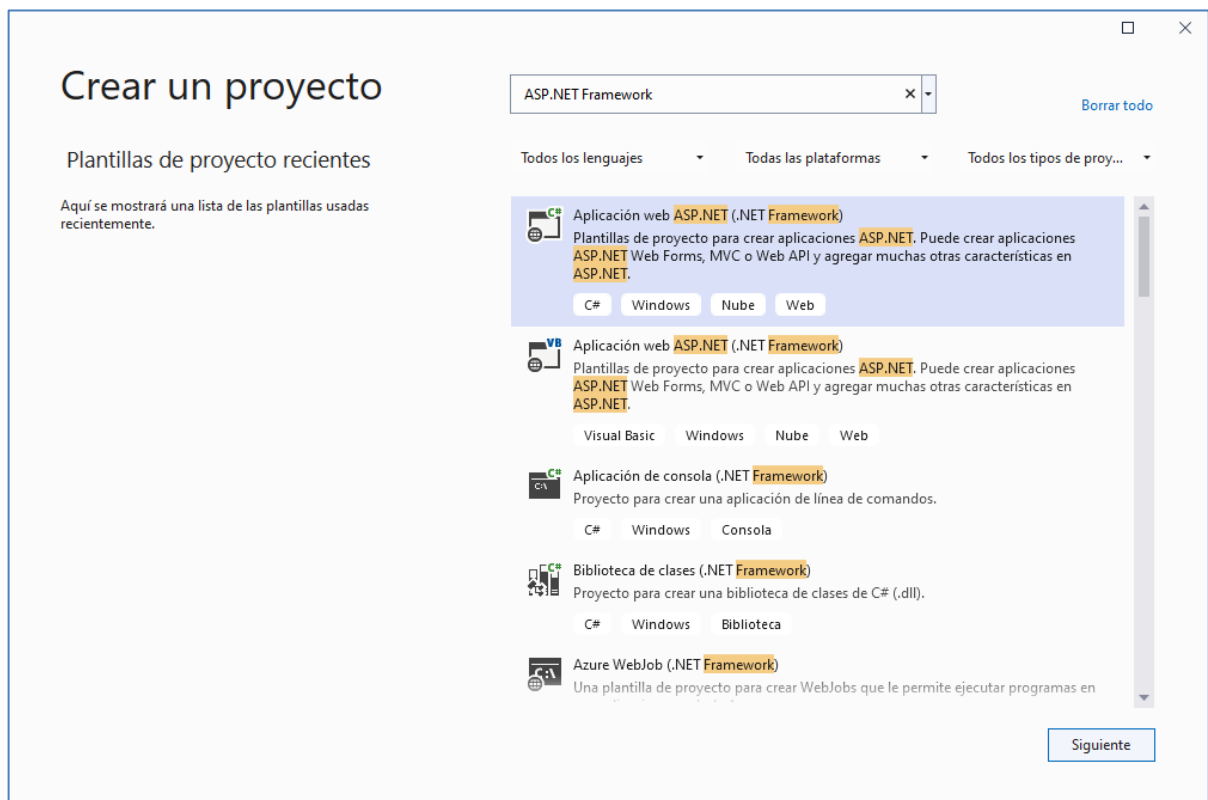 Crear un proyecto
Plantillas de proyecto recientes
Aquí se mostrará una lista de las plantillas usadas
recientemente.
ASP.NET Framework
Borrar todo
Todos los lenguajes
Todas las plataformas
Todos los tipos de proy...
C#
Aplicación web ASP.NET (.NET Framework)
Plantillas de proyecto para crear aplicaciones ASP.NET. Puede crear aplicaciones
ASP.NET Web Forms, MVC o Web API y agregar muchas otras características en
ASP.NET.
C# Windows Nube Web
VB
Aplicación web ASP.NET (.NET Framework)
Plantillas de proyecto para crear aplicaciones ASP.NET. Puede crear aplicaciones
ASP.NET Web Forms, MVC o Web API y agregar muchas otras características en
ASP.NET.
Visual Basic Windows Nube Web
C#
Aplicación de consola (.NET Framework)
Proyecto para crear una aplicación de línea de comandos.
C# Windows Consola
C#
Biblioteca de clases (.NET Framework)
Proyecto para crear una biblioteca de clases de C# (.dll).
C# Windows Biblioteca
Azure WebJob (.NET Framework)
Una plantilla de proyecto para crear WebJobs que le permite ejecutar programas en
Siguiente